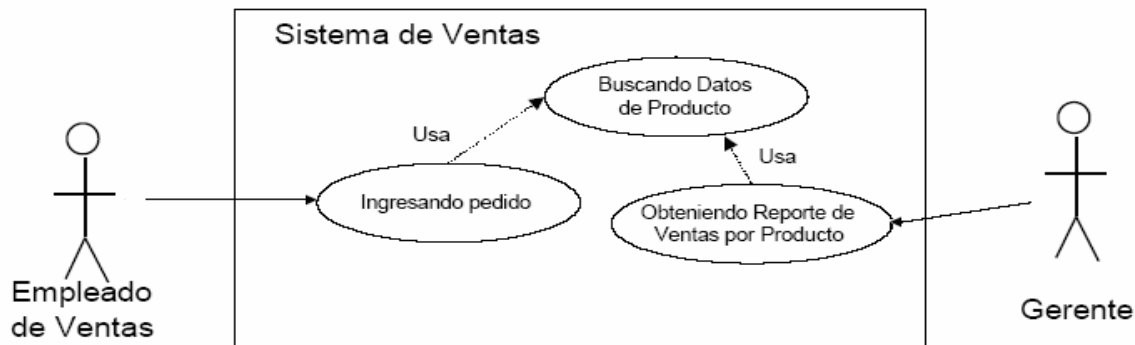 Sistema de Ventas
Buscando Datos
de Producto
Usa
Usa
Ingresando pedido
Obteniendo Reporte de
Ventas por Producto
Empleado
de Ventas
Gerente